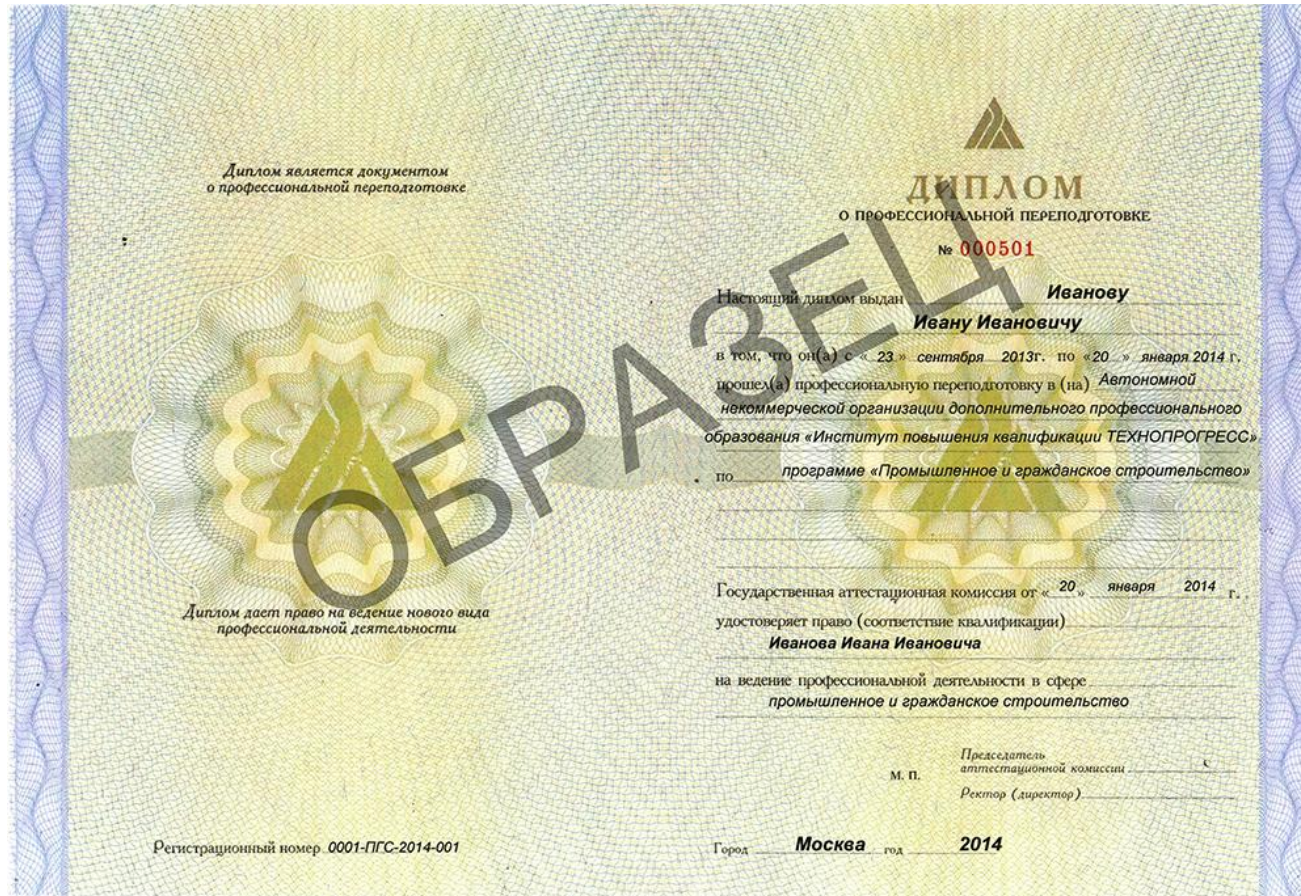 Диплом является документом
о профессиональной переподготовке
Диплом дает право на ведение нового вида
профессиональной деятельности
Регистрационный номер 0001-ПГС-2014-001
ОБРАЗЕЦ
ДИПЛОМ
О ПРОФЕССИОНАЛЬНОЙ ПЕРЕПОДГОТОВКЕ
№ 000501
Настоящий диплом выдан Иванову
Ивану Ивановичу
в том, что он(а) с « 23 » сентября 2013г. по «20 » января 2014 г.
прошел(а) профессиональную переподготовку в (на) Автономной
некоммерческой организации дополнительного профессионального
образования «Институт повышения квалификации ТЕХНОПРОГРЕСС»
по программе «Промышленное и гражданское строительство»
Государственная аттестационная комиссия от « 20 » января 2014 г.
удостоверяет право (соответствие квалификации)
Иванова Ивана Ивановича
на ведение профессиональной деятельности в сфере
промышленное и гражданское строительство
М. П.
Председатель
аттестационной комиссии
Ректор (директор)
Город Москва год 2014